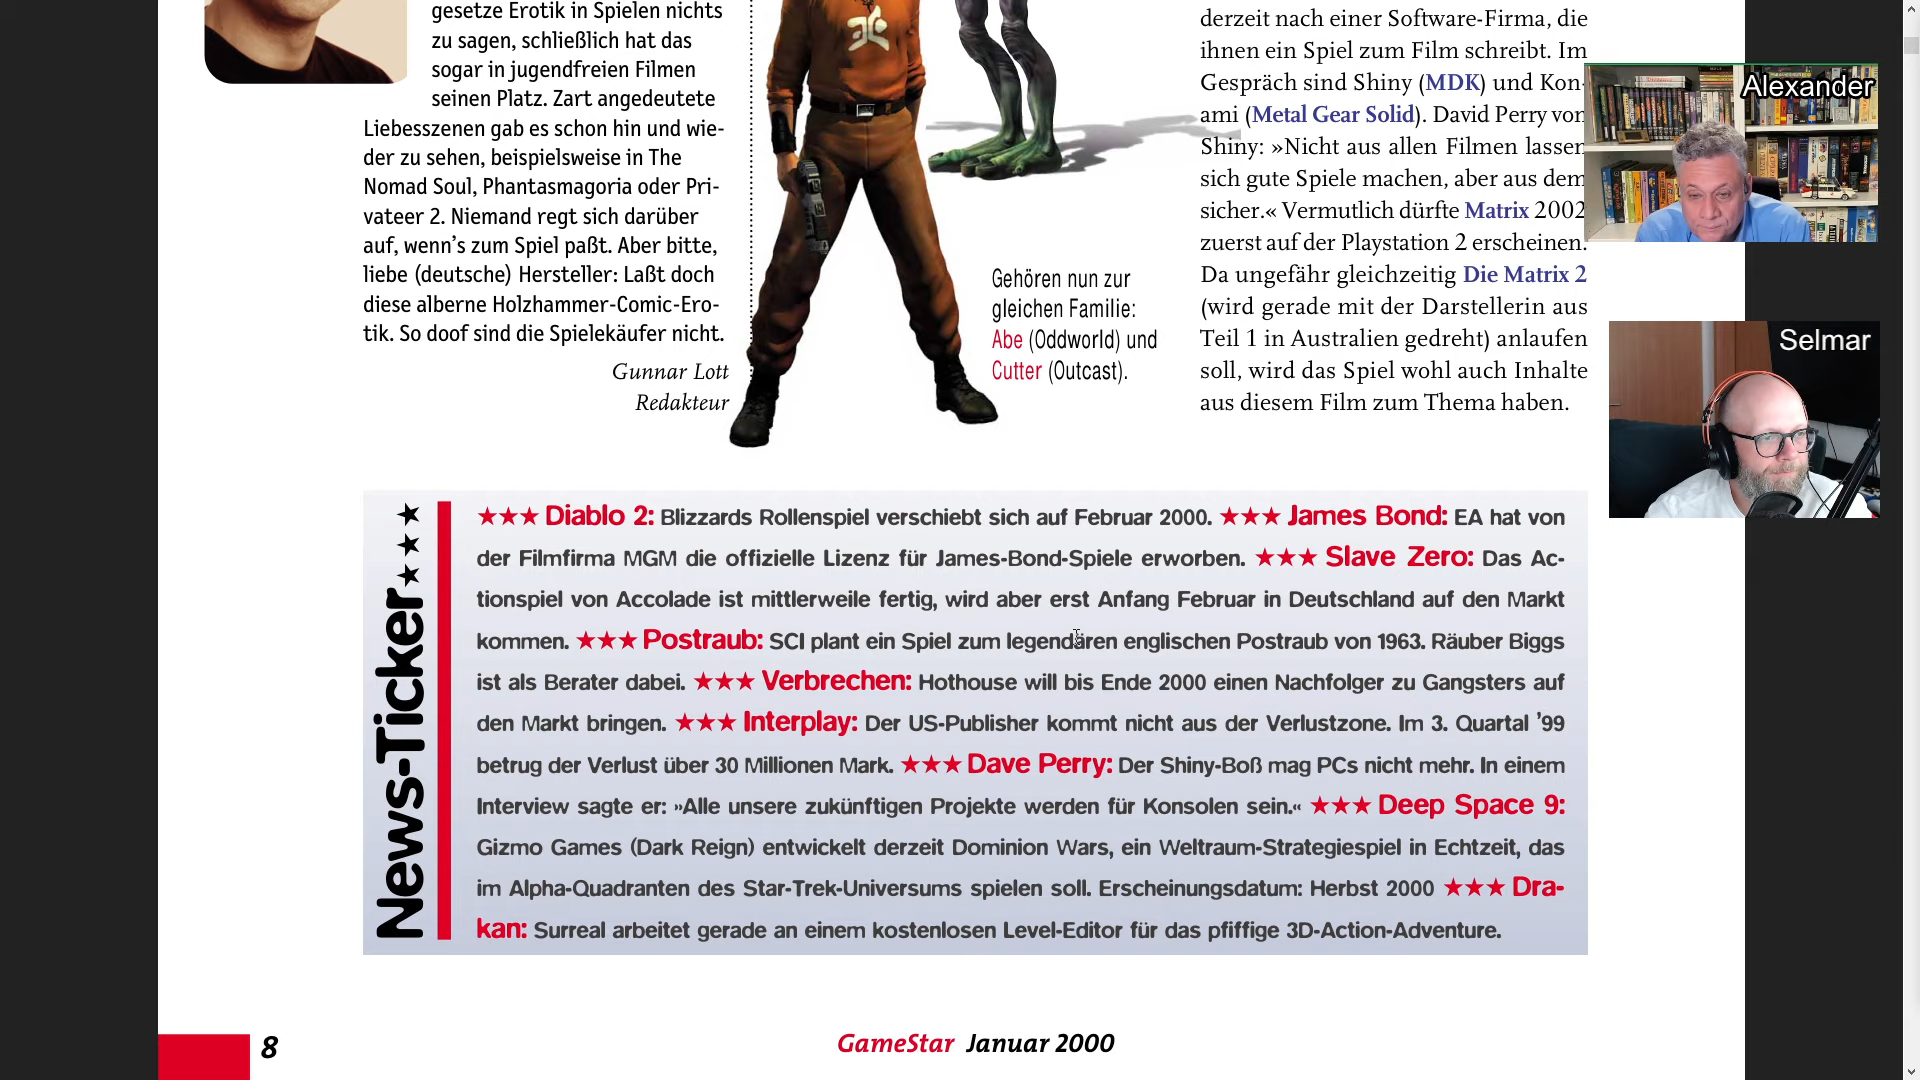 gesetze Erotik in Spielen nichts
zu sagen, schließlich hat das
sogar in jugendfreien Filmen
seinen Platz. Zart angedeutete
Liebesszenen gab es schon hin und wie-
der zu sehen, beispielsweise in The
Nomad Soul, Phantasmagoria oder Pri-
vateer 2. Niemand regt sich darüber
auf, wenn’s zum Spiel paßt. Aber bitte,
liebe (deutsche) Hersteller: Laßt doch
diese alberne Holzhammer-Comic-Ero-
tik. So doof sind die Spielekäufer nicht.
Gunnar Lott
Redakteur
Gehören nun zur
gleichen Familie:
Abe (Oddworld) und
Cutter (Outcast).
derzeit nach einer Software-Firma, die
ihnen ein Spiel zum Film schreibt. Im
Gespräch sind Shiny (MDK) und Kon-
ami (Metal Gear Solid). David Perry von
Shiny: »Nicht aus allen Filmen lassen
sich gute Spiele machen, aber aus dem
sicher.« Vermutlich dürfte Matrix 2002
zuerst auf der Playstation 2 erscheinen.
Da ungefähr gleichzeitig Die Matrix 2
(wird gerade mit der Darstellerin aus
Teil 1 in Australien gedreht) anlaufen
soll, wird das Spiel wohl auch Inhalte
aus diesem Film zum Thema haben.
Alexander
Selmar
News-Ticker ★★★
★★★ Diablo 2: Blizzards Rollenspiel verschiebt sich auf Februar 2000. ★★★ James Bond: EA hat von
der Filmfirma MGM die offizielle Lizenz für James-Bond-Spiele erworben. ★★★ Slave Zero: Das Ac-
tionspiel von Accolade ist mittlerweile fertig, wird aber erst Anfang Februar in Deutschland auf den Markt
kommen. ★★★ Postraub: SCI plant ein Spiel zum legendären englischen Postraub von 1963. Räuber Biggs
ist als Berater dabei. ★★★ Verbrechen: Hothouse will bis Ende 2000 einen Nachfolger zu Gangsters auf
den Markt bringen. ★★★ Interplay: Der US-Publisher kommt nicht aus der Verlustzone. Im 3. Quartal ’99
betrug der Verlust über 30 Millionen Mark. ★★★ Dave Perry: Der Shiny-Boß mag PCs nicht mehr. In einem
Interview sagte er: »Alle unsere zukünftigen Projekte werden für Konsolen sein.« ★★★ Deep Space 9:
Gizmo Games (Dark Reign) entwickelt derzeit Dominion Wars, ein Weltraum-Strategiespiel in Echtzeit, das
im Alpha-Quadranten des Star-Trek-Universums spielen soll. Erscheinungsdatum: Herbst 2000 ★★★ Dra-
kan: Surreal arbeitet gerade an einem kostenlosen Level-Editor für das pfiffige 3D-Action-Adventure.
8
GameStar Januar 2000